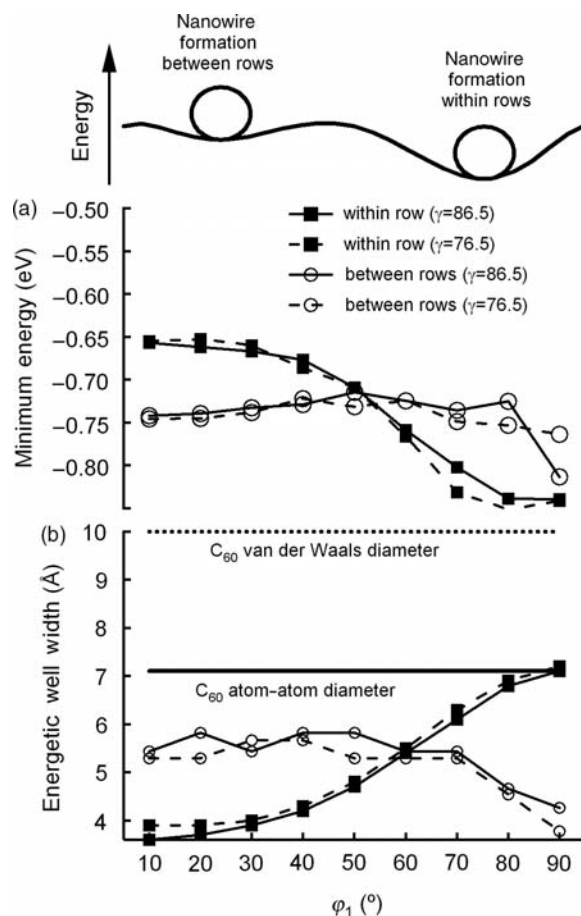 Nanowire
formation
between rows
Nanowire
formation
within rows
Energy
(a)
−0.50
−0.55
−0.60
−0.65
−0.70
−0.75
−0.80
Minimum energy (eV)
within row (γ=86.5)
within row (γ=76.5)
between rows (γ=86.5)
between rows (γ=76.5)
(b)
10
9
8
7
6
5
4
Energetic well width (Å)
C60 van der Waals diameter
C60 atom–atom diameter
10 20 30 40 50 60 70 80 90
φ1 (º)